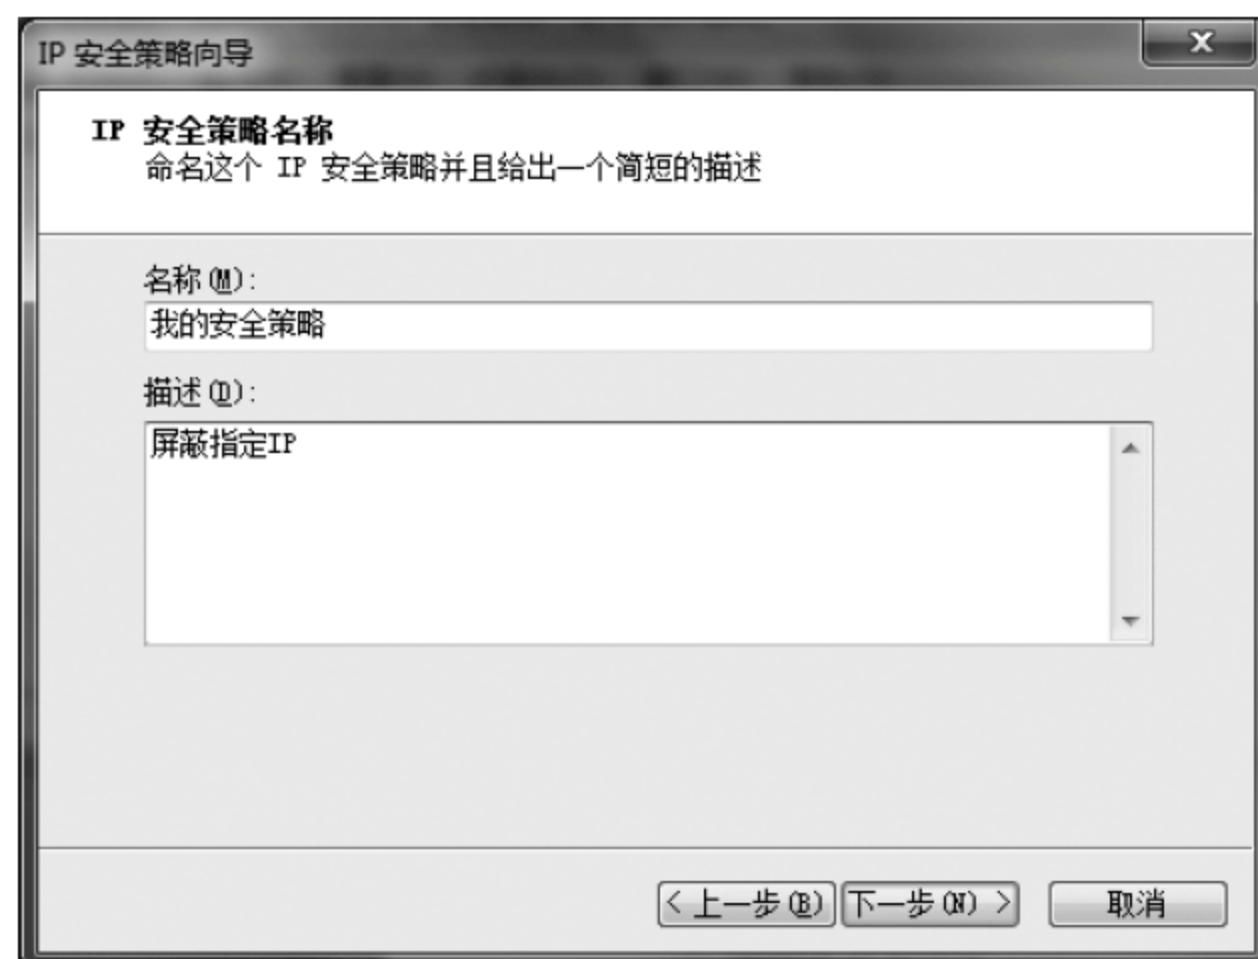 IP 安全策略向导
IP 安全策略名称
命名这个 IP 安全策略并且给出一个简短的描述
名称(M):
我的安全策略
描述(D):
屏蔽指定IP
< 上一步(B) 下一步(N) > 取消